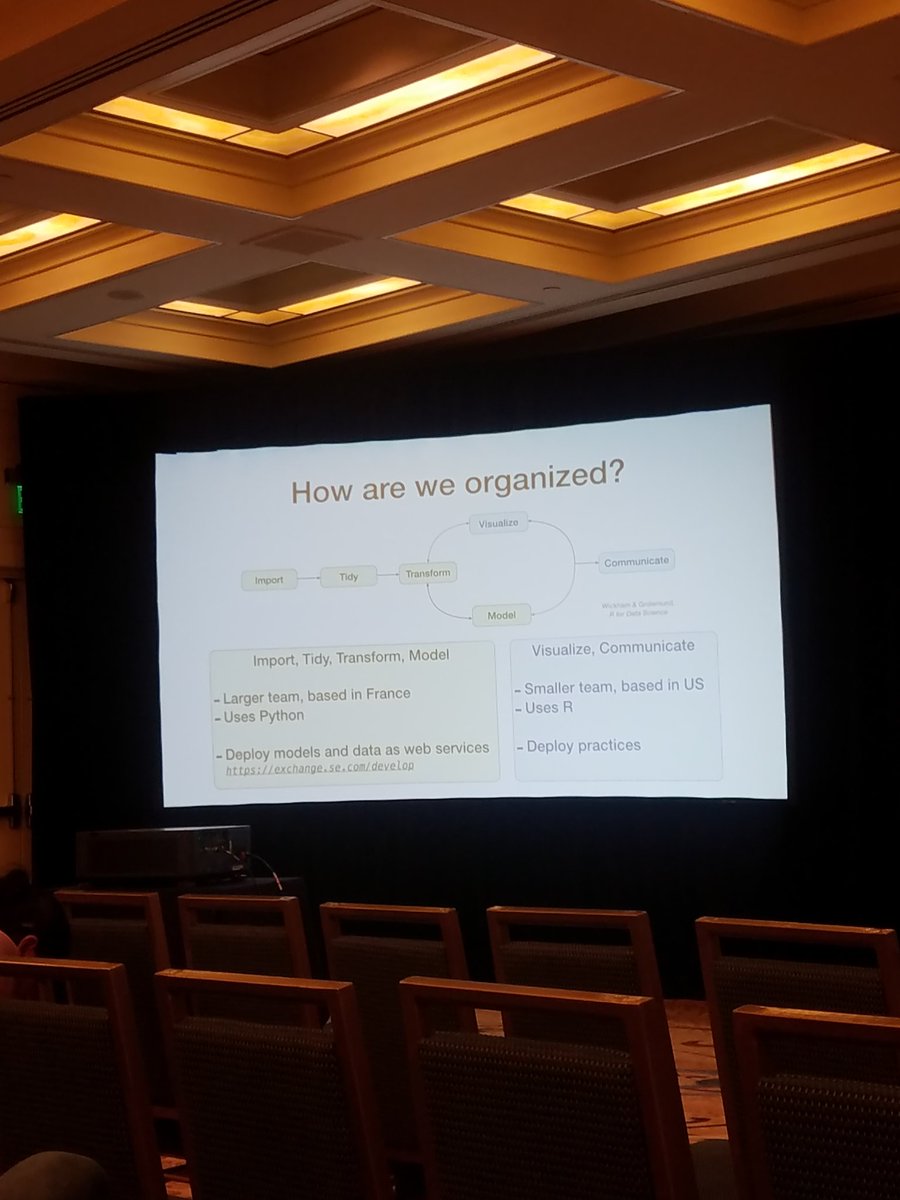 How are we organized?
Visualize
Import
Tidy
Transform
Communicate
Model
Wickham & Grolemund,
R for Data Science
Import, Tidy, Transform, Model
- Larger team, based in France
- Uses Python
- Deploy models and data as web services
https://exchange.se.com/develop
Visualize, Communicate
- Smaller team, based in US
- Uses R
- Deploy practices